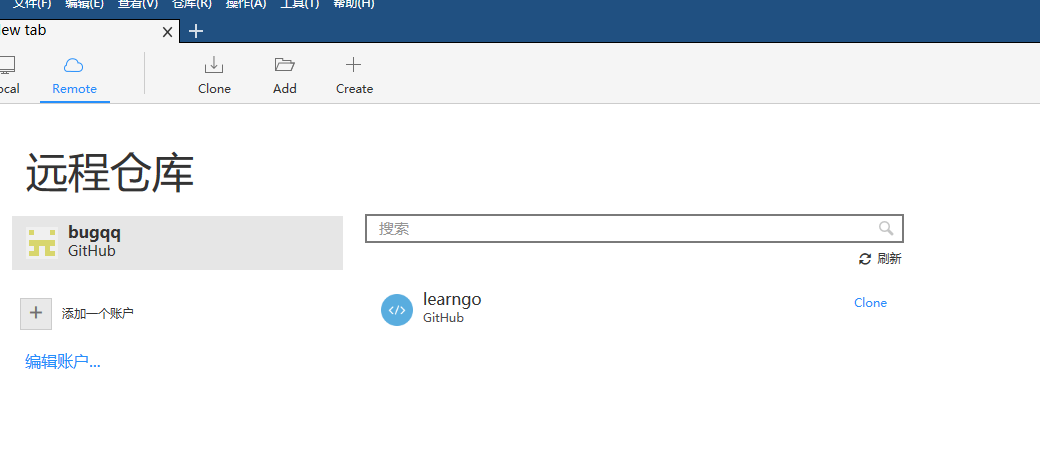 文件(F) 编辑(E) 查看(V) 仓库(R) 操作(A) 工具(T) 帮助(H)
ew tab
ocal Remote Clone Add Create
远程仓库
bugqq
GitHub
搜索
刷新
添加一个账户
learngo
GitHub
Clone
编辑账户...